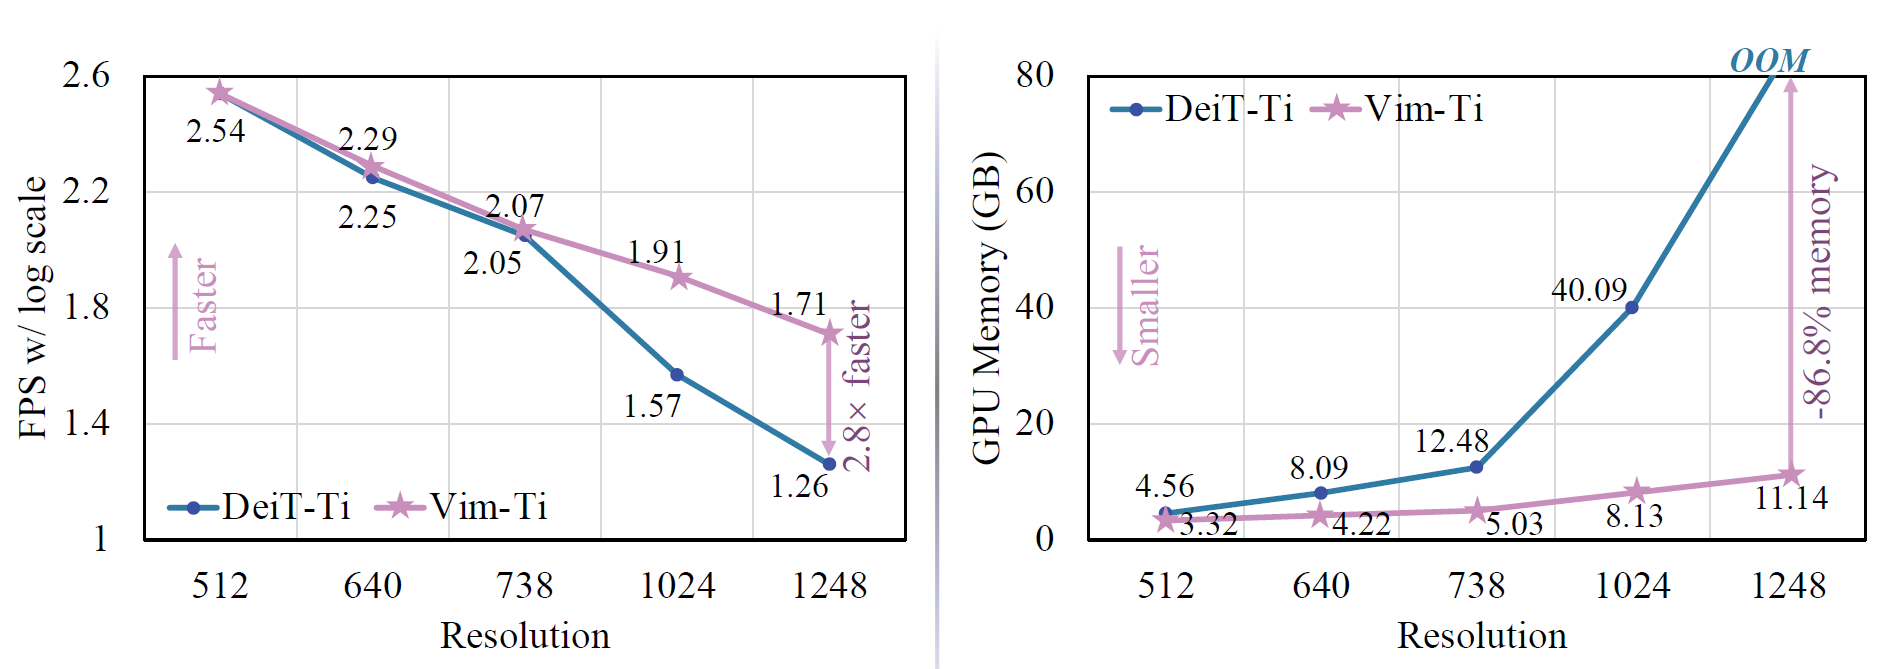 2.6
2.2
1.8
1.4
1
FPS w/ log scale
Faster
2.54
2.29
2.25
2.07
2.05
1.91
1.57
1.71
1.26
2.8× faster
DeiT-Ti
Vim-Ti
512 640 738 1024 1248
Resolution
OOM
80
60
40
20
0
GPU Memory (GB)
DeiT-Ti
Vim-Ti
Smaller
4.56
3.32
8.09
4.22
12.48
5.03
40.09
8.13
11.14
-86.8% memory
512 640 738 1024 1248
Resolution